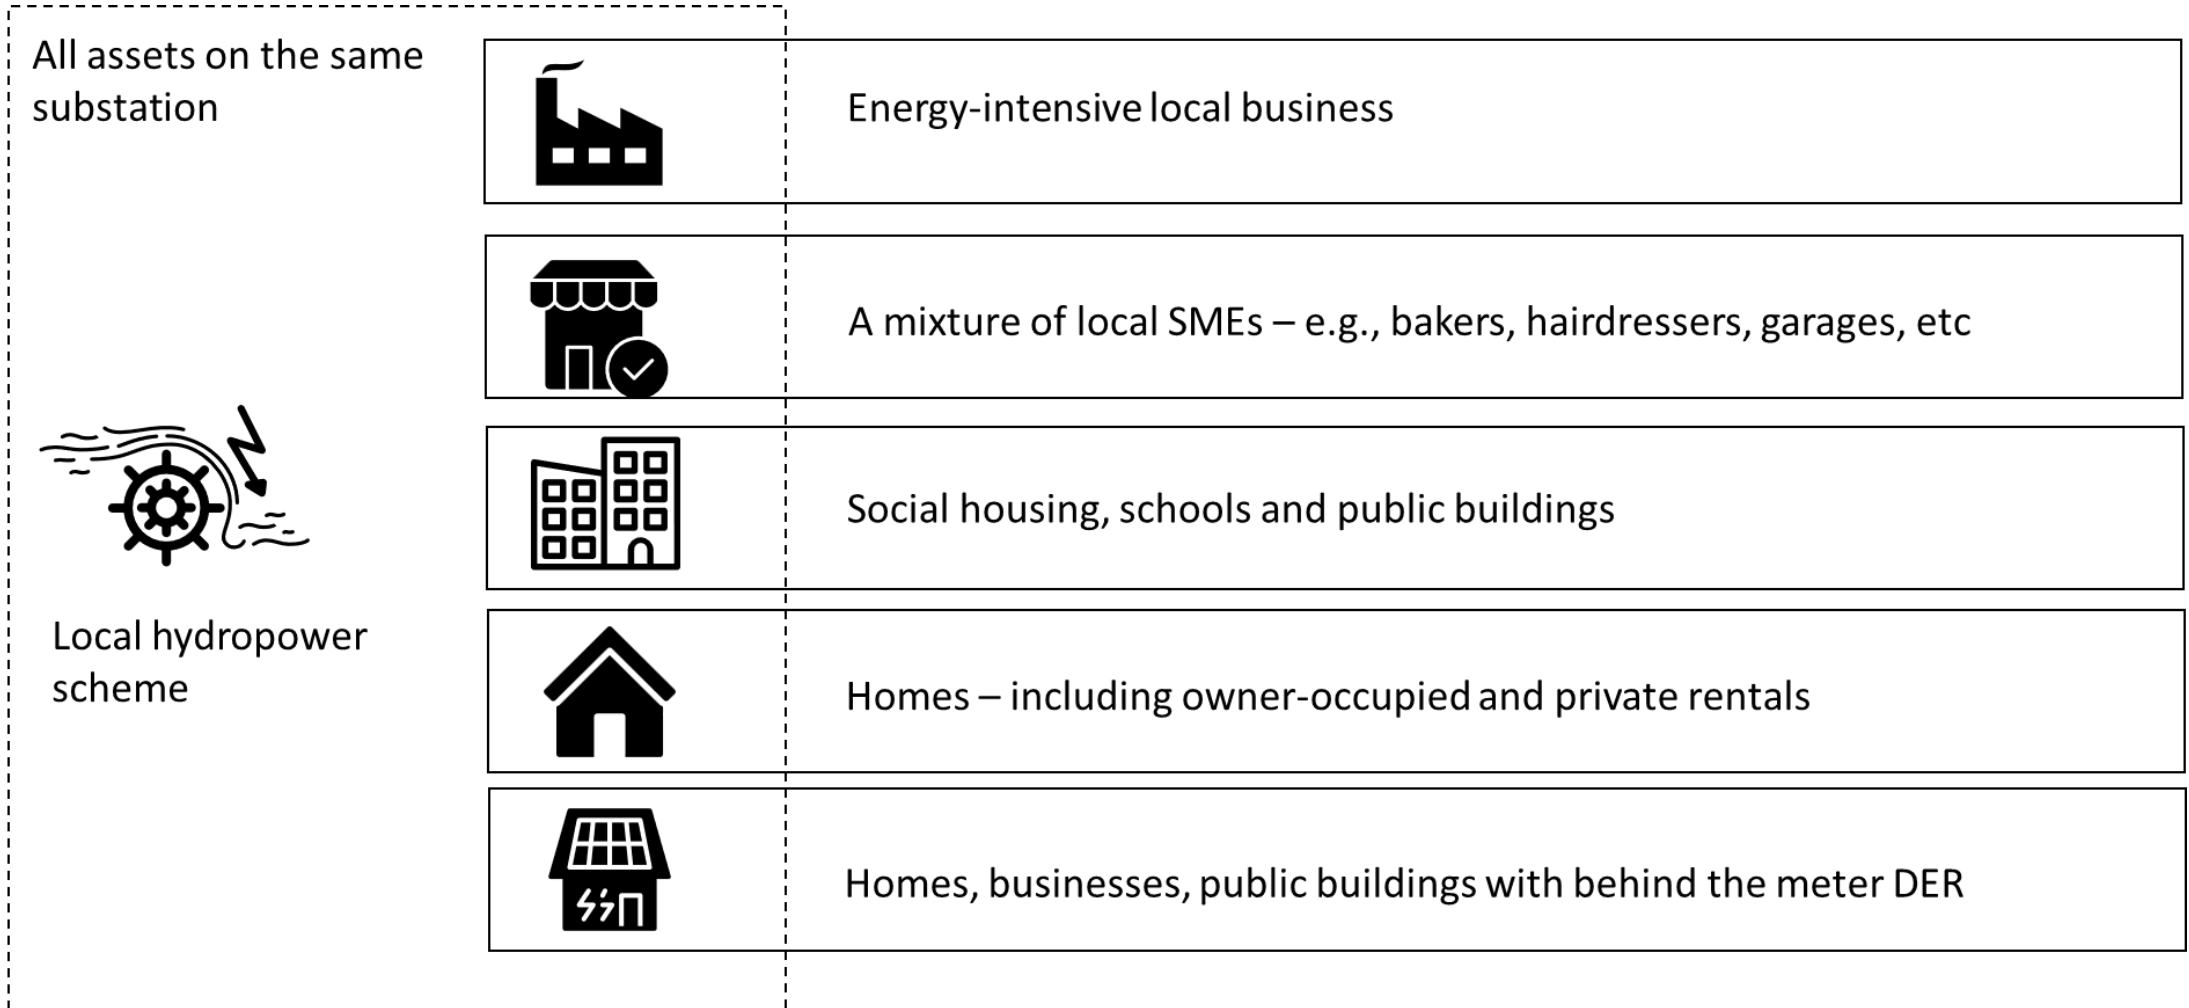 All assets on the same
substation
Energy-intensive local business
A mixture of local SMEs – e.g., bakers, hairdressers, garages, etc
Social housing, schools and public buildings
Local hydropower
scheme
Homes – including owner-occupied and private rentals
Homes, businesses, public buildings with behind the meter DER